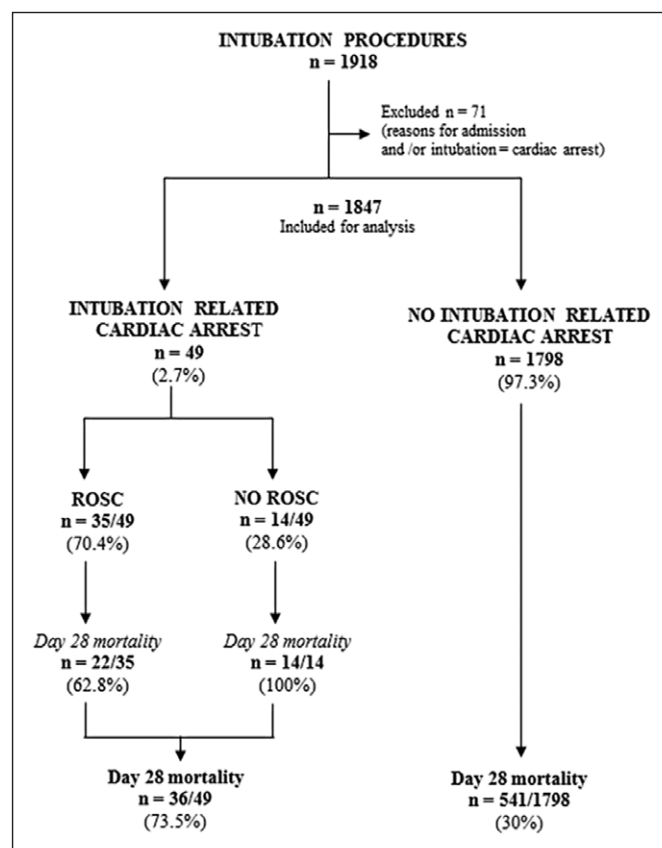 INTUBATION PROCEDURES
n = 1918
Excluded n = 71
(reasons for admission
and /or intubation = cardiac arrest)
n = 1847
Included for analysis
INTUBATION RELATED
CARDIAC ARREST
n = 49
(2.7%)
NO INTUBATION RELATED
CARDIAC ARREST
n = 1798
(97.3%)
ROSC
n = 35/49
(70.4%)
NO ROSC
n = 14/49
(28.6%)
Day 28 mortality
n = 22/35
(62.8%)
Day 28 mortality
n = 14/14
(100%)
Day 28 mortality
n = 36/49
(73.5%)
Day 28 mortality
n = 541/1798
(30%)